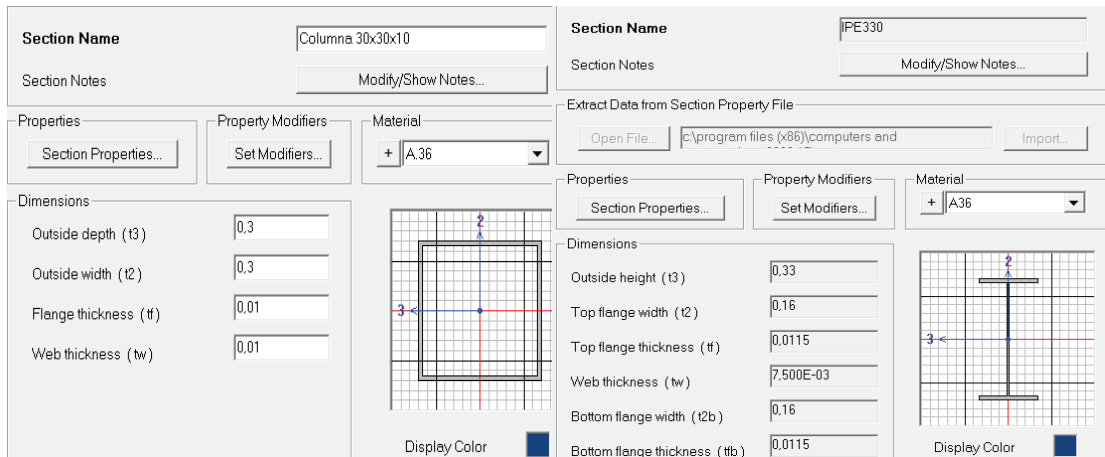 Section Name
Columna 30x30x10
Section Notes
Modify/Show Notes...
Properties
Property Modifiers
Material
Section Properties...
Set Modifiers...
+
A.36
Dimensions
Outside depth (t3)
0,3
Outside width (t2)
0,3
Flange thickness (tf)
0,01
Web thickness (tw)
0,01
2
3
Display Color
Section Name
IPE330
Section Notes
Modify/Show Notes...
Extract Data from Section Property File
Open File...
c:\program files (x86)\computers and
Import...
Properties
Property Modifiers
Material
Section Properties...
Set Modifiers...
+
A36
Dimensions
Outside height (t3)
0,33
Top flange width (t2)
0,16
Top flange thickness (tf)
0,0115
Web thickness (tw)
7,500E-03
Bottom flange width (t2b)
0,16
Bottom flange thickness (tfb)
0,0115
2
3
Display Color